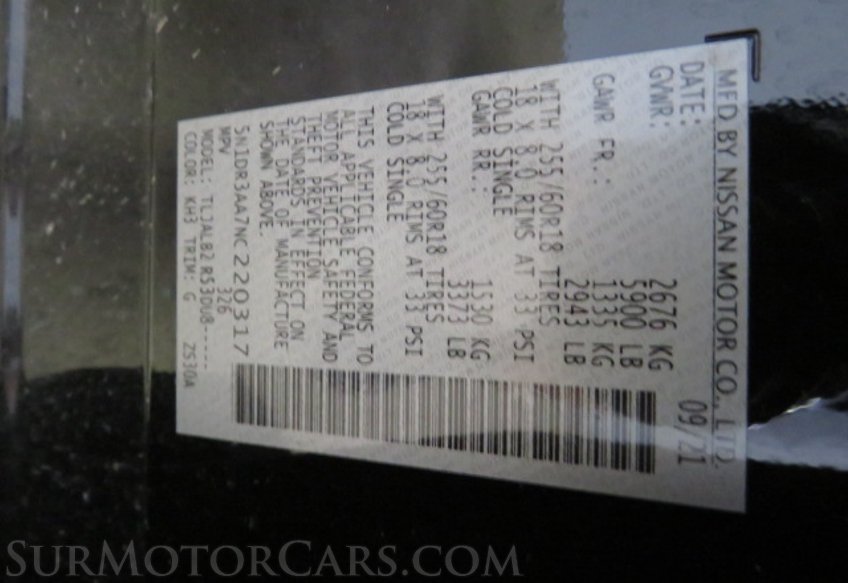 MFD BY NISSAN MOTOR CO., LTD.
DATE: 09/21
GVWR: 2676 KG
5900 LB
GAWR FR.: 1335 KG
2943 LB
WITH 255/60R18 TIRES
18 X 8.0 RIMS AT 33 PSI
COLD SINGLE
GAWR RR.: 1530 KG
3373 LB
WITH 255/60R18 TIRES
18 X 8.0 RIMS AT 33 PSI
COLD SINGLE
THIS VEHICLE CONFORMS TO
ALL APPLICABLE FEDERAL
MOTOR VEHICLE SAFETY AND
THEFT PREVENTION
STANDARDS IN EFFECT ON
THE DATE OF MANUFACTURE
SHOWN ABOVE.
5N1DR3AA7NC220317
MPV 326
MODEL: TLJALB2 R53DU8-----
COLOR: KH3 TRIM: G ZS30A
SURMOTORCARS.COM